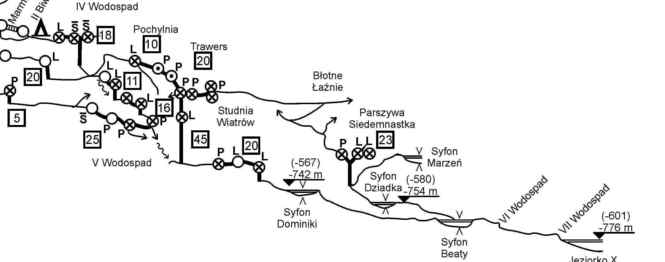 Marm
II Biw
IV Wodospad
L S̄ S̄
18
Pochylnia
L
10
P
P
Trawers
20
P
P P
P
L
20
L
L
11
L
16
P
P
5
S̄
25
P
P
L
45
Studnia
Wiatrów
Błotne
Łaźnie
Parszywa
Siedemnastka
P L L
23
Syfon
Marzeń
V Wodospad
P
L
20
L
(-567)
-742 m
Syfon
Dominiki
Syfon
Dziadka
(-580)
-754 m
Syfon
Beaty
VI Wodospad
VII Wodospad
(-601)
-776 m
Jeziorko X